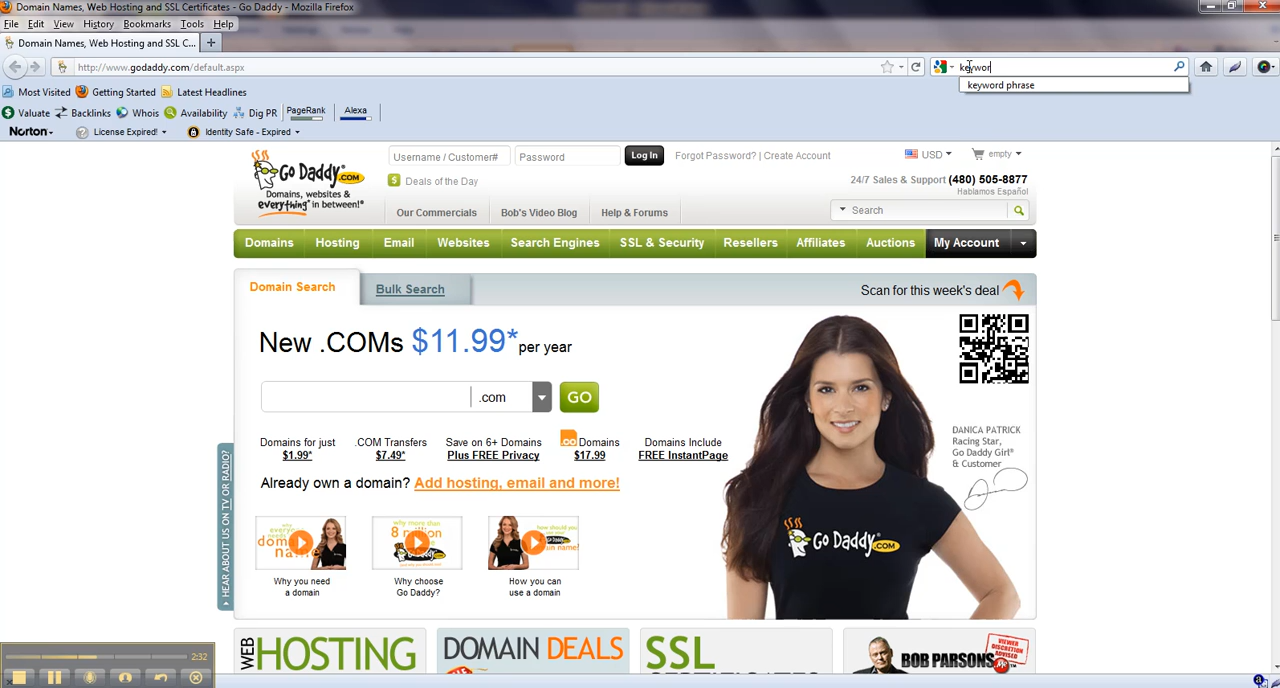 Domain Names, Web Hosting and SSL Certificates - Go Daddy - Mozilla Firefox
File Edit View History Bookmarks Tools Help
Domain Names, Web Hosting and SSL C...
http://www.godaddy.com/default.aspx
keywor
keyword phrase
Most Visited Getting Started Latest Headlines
Valuate Backlinks Whois Availability Dig PR PageRank Alexa
Norton License Expired! Identity Safe - Expired
Go Daddy.COM
Domains, websites &
everything* in between!®
Username / Customer# Password Log In Forgot Password? | Create Account
USD empty
Deals of the Day
24/7 Sales & Support (480) 505-8877
Hablamos Español
Our Commercials Bob's Video Blog Help & Forums
Search
Domains Hosting Email Websites Search Engines SSL & Security Resellers Affiliates Auctions My Account
Domain Search Bulk Search
Scan for this week's deal
New .COMs $11.99* per year
.com GO
Domains for just
$1.99*
.COM Transfers
$7.49*
Save on 6+ Domains
Plus FREE Privacy
.co Domains
$17.99
Domains Include
FREE InstantPage
Already own a domain? Add hosting, email and more!
DANICA PATRICK
Racing Star,
Go Daddy Girl®
& Customer
Go Daddy.COM
HEAR ABOUT US ON TV OR RADIO?
why more than
8 million
Why you need
a domain
Why choose
Go Daddy?
How you can
use a domain
WEB HOSTING
DOMAIN DEALS
SSL
BOB PARSONS
VIEWER
DISCRETION
ADVISED
2:32